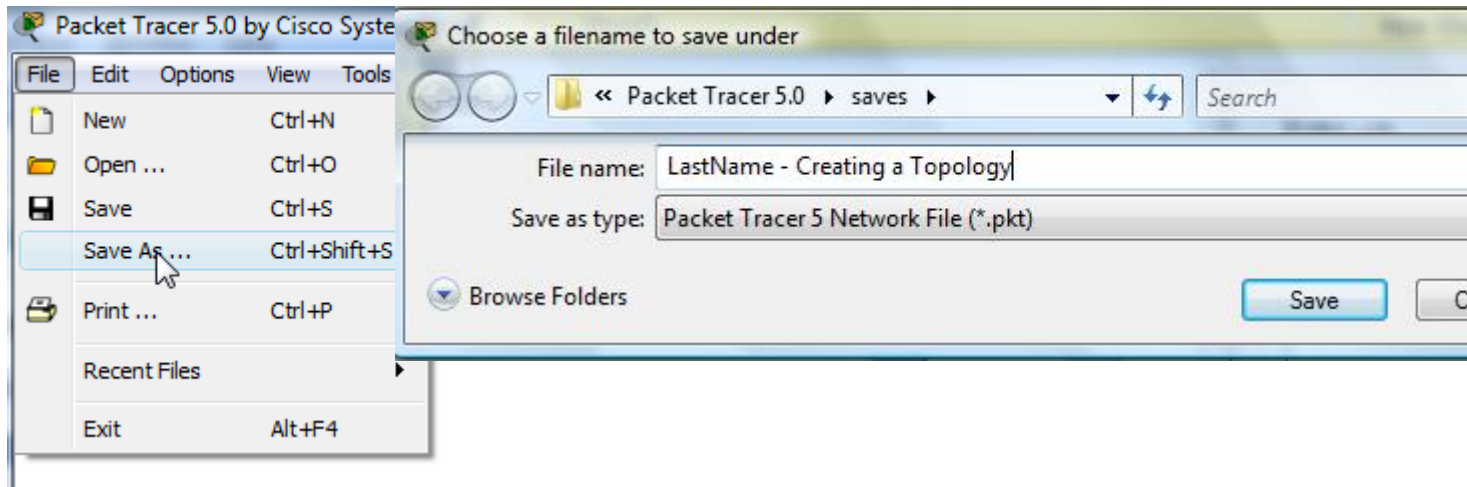 Packet Tracer 5.0 by Cisco Syste
File Edit Options View Tools
New Ctrl+N
Open ... Ctrl+O
Save Ctrl+S
Save As ... Ctrl+Shift+S
Print ... Ctrl+P
Recent Files
Exit Alt+F4
Choose a filename to save under
« Packet Tracer 5.0 saves
Search
File name: LastName - Creating a Topology
Save as type: Packet Tracer 5 Network File (*.pkt)
Browse Folders
Save